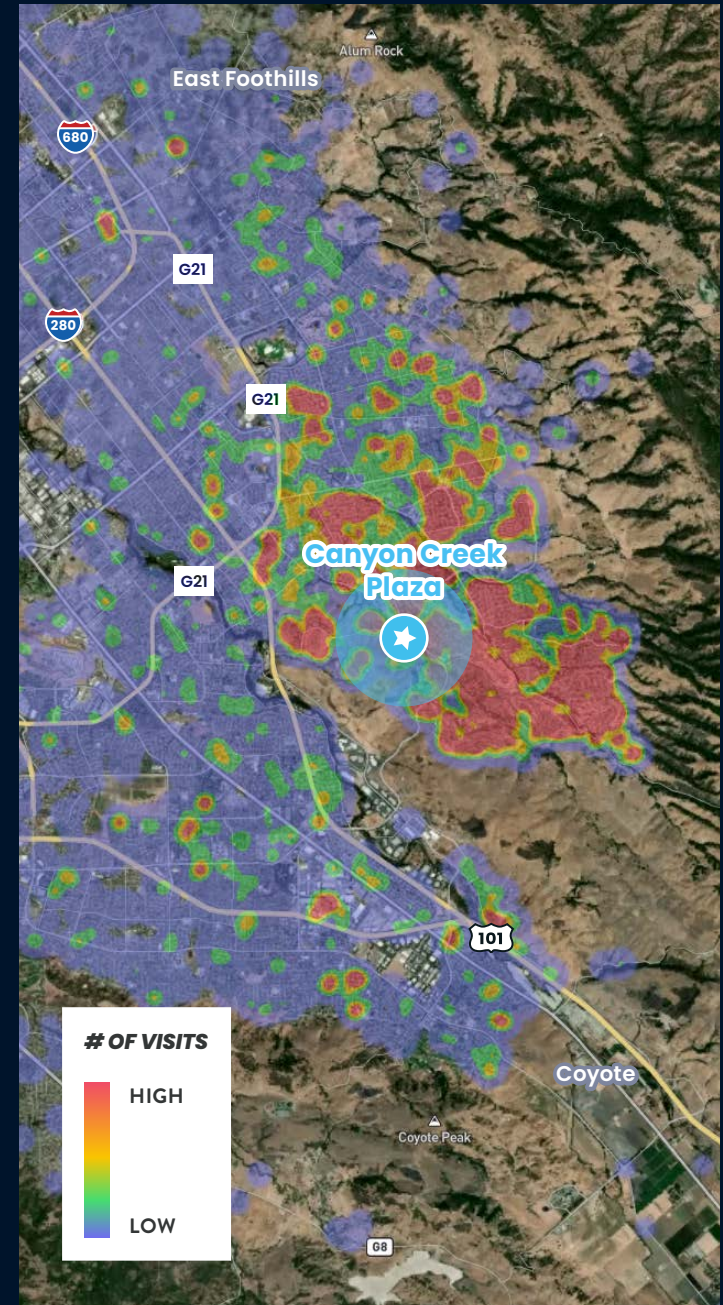 Alum Rock
East Foothills
680
G21
280
G21
Canyon Creek
Plaza
G21
101
# OF VISITS
HIGH
LOW
Coyote
Coyote Peak
G8